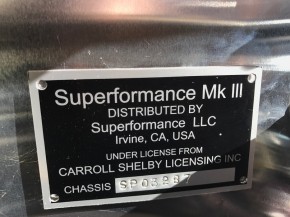 Superformance Mk III
DISTRIBUTED BY
Superformance LLC
Irvine, CA, USA
UNDER LICENSE FROM
CARROLL SHELBY LICENSING INC
CHASSIS